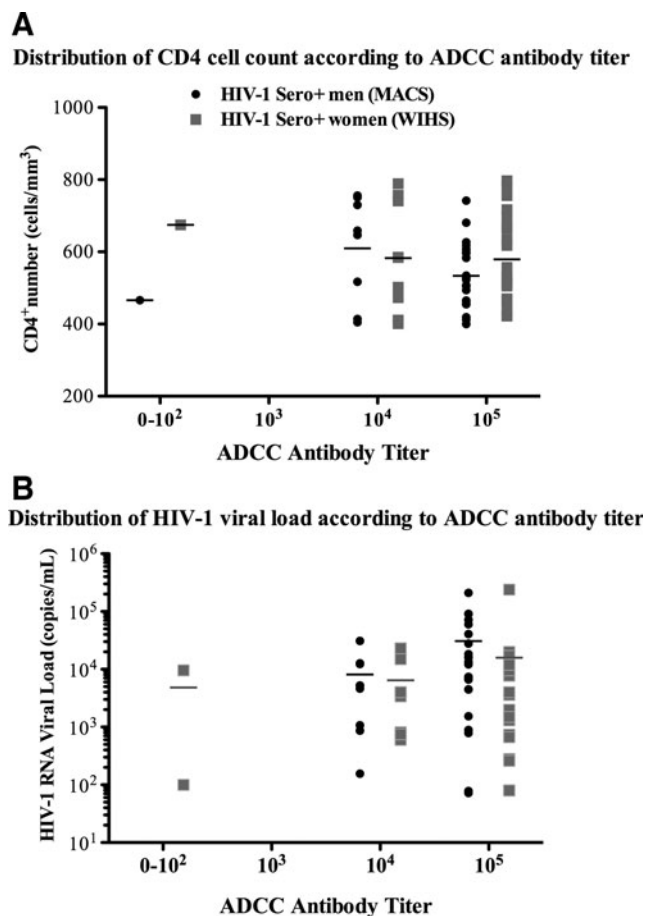 A
Distribution of CD4 cell count according to ADCC antibody titer
HIV-1 Sero+ men (MACS)
HIV-1 Sero+ women (WIHS)
CD4⁺number (cells/mm³)
1000
800
600
400
200
0-10² 10³ 10⁴ 10⁵
ADCC Antibody Titer
B
Distribution of HIV-1 viral load according to ADCC antibody titer
HIV-1 RNA Viral Load (copies/mL)
10⁶
10⁵
10⁴
10³
10²
10¹
0-10² 10³ 10⁴ 10⁵
ADCC Antibody Titer